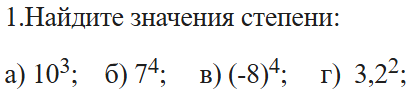 1.Найдите значения степени:
а) 10³; б) 7⁴; в) (-8)⁴; г) 3,2²;